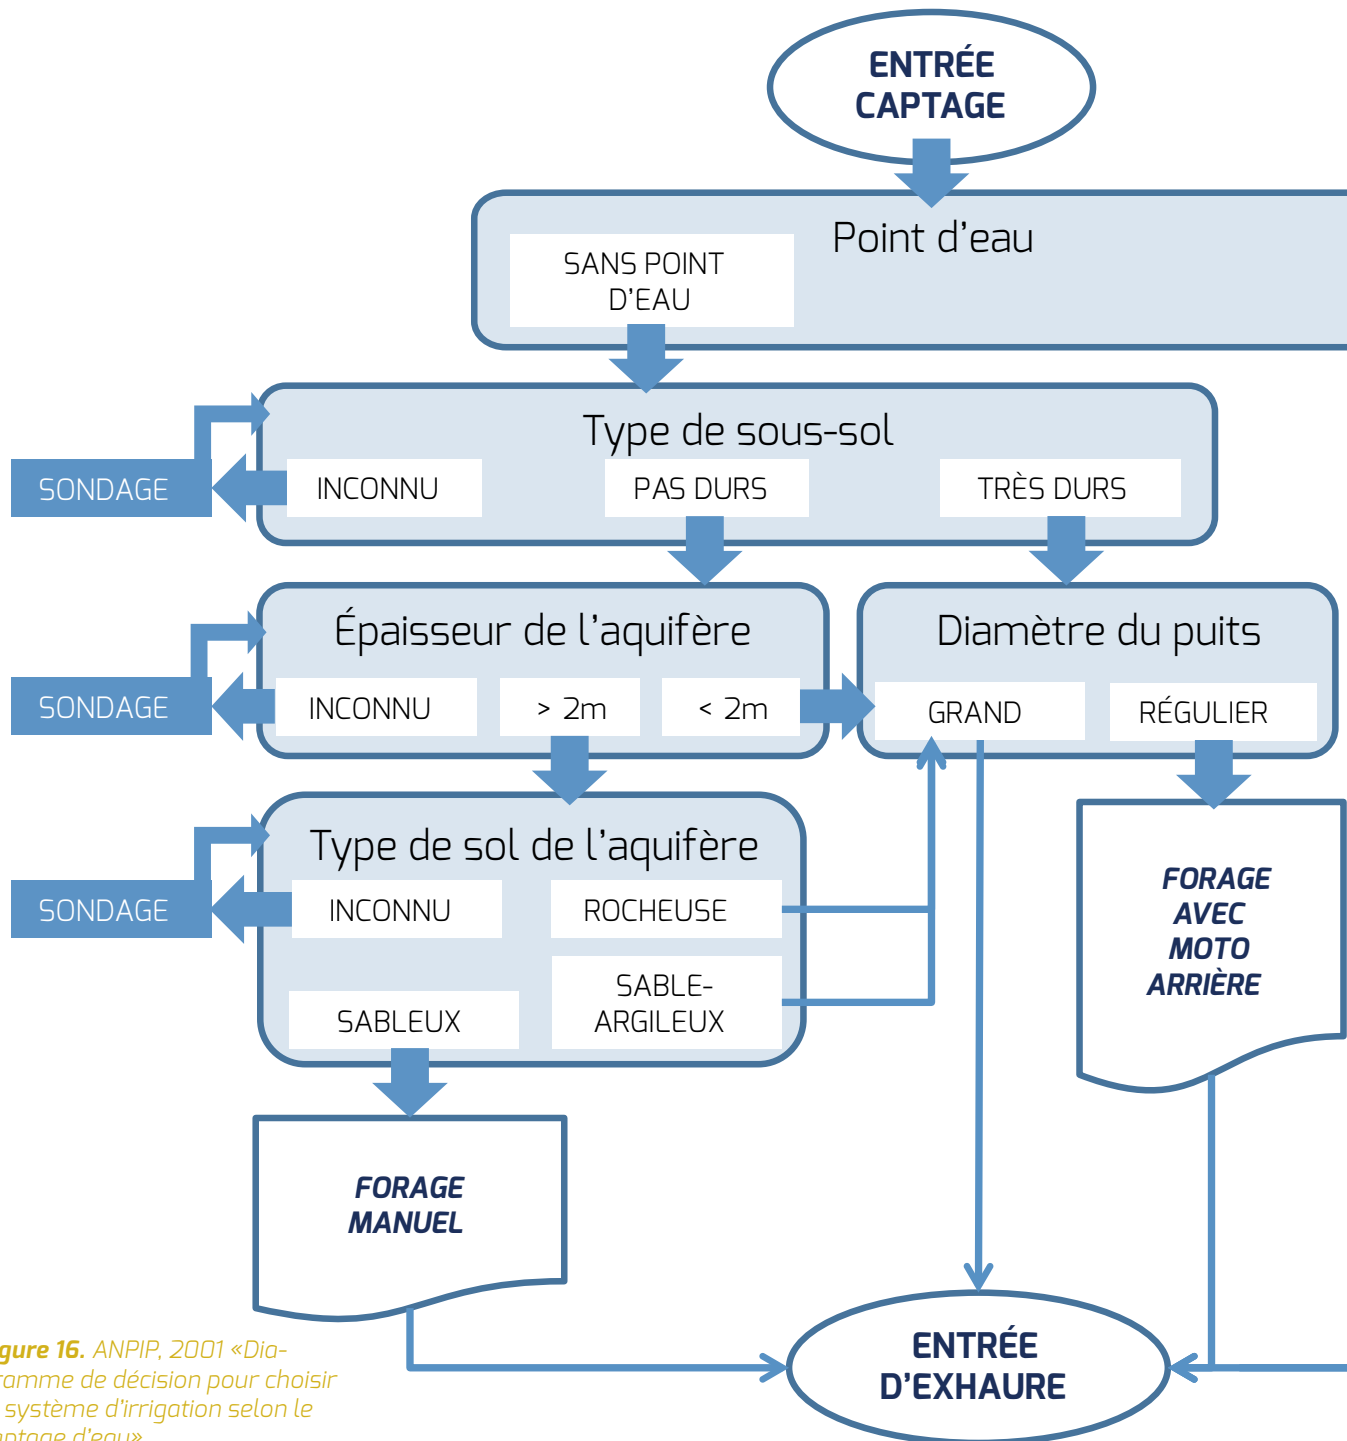 ENTRÉE
CAPTAGE
Point d'eau
SANS POINT
D'EAU
Type de sous-sol
SONDAGE
INCONNU
PAS DURS
TRÈS DURS
Épaisseur de l'aquifère
Diamètre du puits
SONDAGE
INCONNU
> 2m
< 2m
GRAND
RÉGULIER
Type de sol de l'aquifère
SONDAGE
INCONNU
ROCHEUSE
SABLEUX
SABLE-
ARGILEUX
FORAGE
AVEC
MOTO
ARRIÈRE
FORAGE
MANUEL
ENTRÉE
D'EXHAURE
gure 16. ANPIP, 2001 «Dia-
ramme de décision pour choisir
système d'irrigation selon le
aptage d'eau»